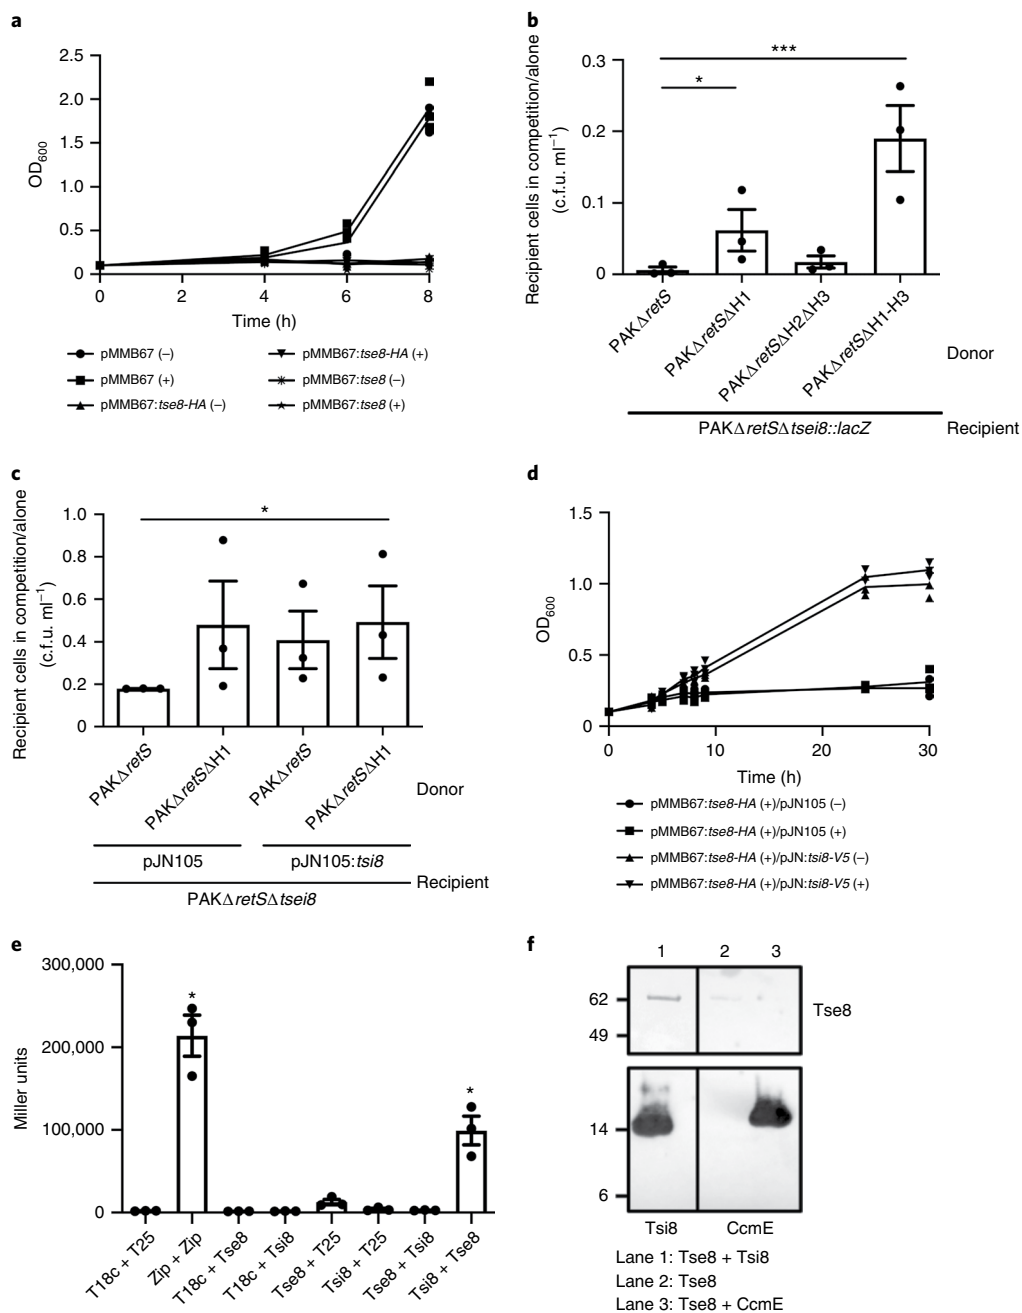 a
2.5
2.0
1.5
1.0
0.5
0
OD600
0 2 4 6 8
Time (h)
pMMB67 (–)
pMMB67 (+)
pMMB67:tse8-HA (–)
pMMB67:tse8-HA (+)
pMMB67:tse8 (–)
pMMB67:tse8 (+)
b
Recipient cells in competition/alone
(c.f.u. ml−1)
0.3
0.2
0.1
0
***
*
PAKΔretS
PAKΔretSΔH1
PAKΔretSΔH2ΔH3
PAKΔretSΔH1-H3
Donor
PAKΔretSΔtsei8::lacZ
Recipient
c
Recipient cells in competition/alone
(c.f.u. ml−1)
1.0
0.8
0.6
0.4
0.2
0
*
PAKΔretS
PAKΔretSΔH1
PAKΔretS
PAKΔretSΔH1
Donor
pJN105
pJN105:tsi8
Recipient
PAKΔretSΔtsei8
d
1.5
1.0
0.5
0
OD600
0 10 20 30
Time (h)
pMMB67:tse8-HA (+)/pJN105 (–)
pMMB67:tse8-HA (+)/pJN105 (+)
pMMB67:tse8-HA (+)/pJN:tsi8-V5 (–)
pMMB67:tse8-HA (+)/pJN:tsi8-V5 (+)
e
300,000
200,000
100,000
0
Miller units
*
*
T18c + T25
Zip + Zip
T18c + Tse8
T18c + Tsi8
Tse8 + T25
Tsi8 + T25
Tse8 + Tsi8
Tsi8 + Tse8
f
1 2 3
62
49
Tse8
14
6
Tsi8 CcmE
Lane 1: Tse8 + Tsi8
Lane 2: Tse8
Lane 3: Tse8 + CcmE